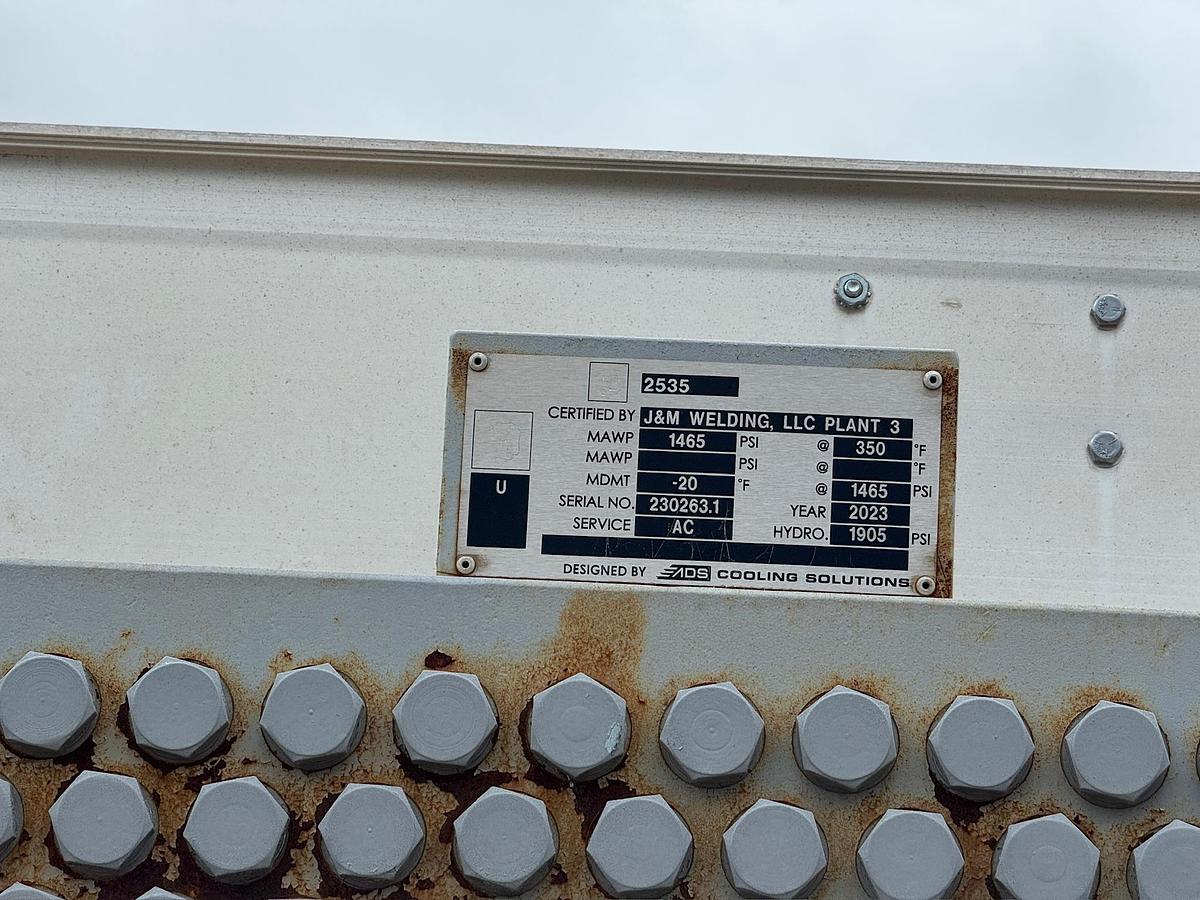 2535
CERTIFIED BY J&M WELDING, LLC PLANT 3
MAWP 1465 PSI @ 350 °F
MAWP PSI @ °F
MDMT -20 °F @ 1465 PSI
SERIAL NO. 230263.1 YEAR 2023
SERVICE AC HYDRO. 1905 PSI
U
DESIGNED BY ADS COOLING SOLUTIONS